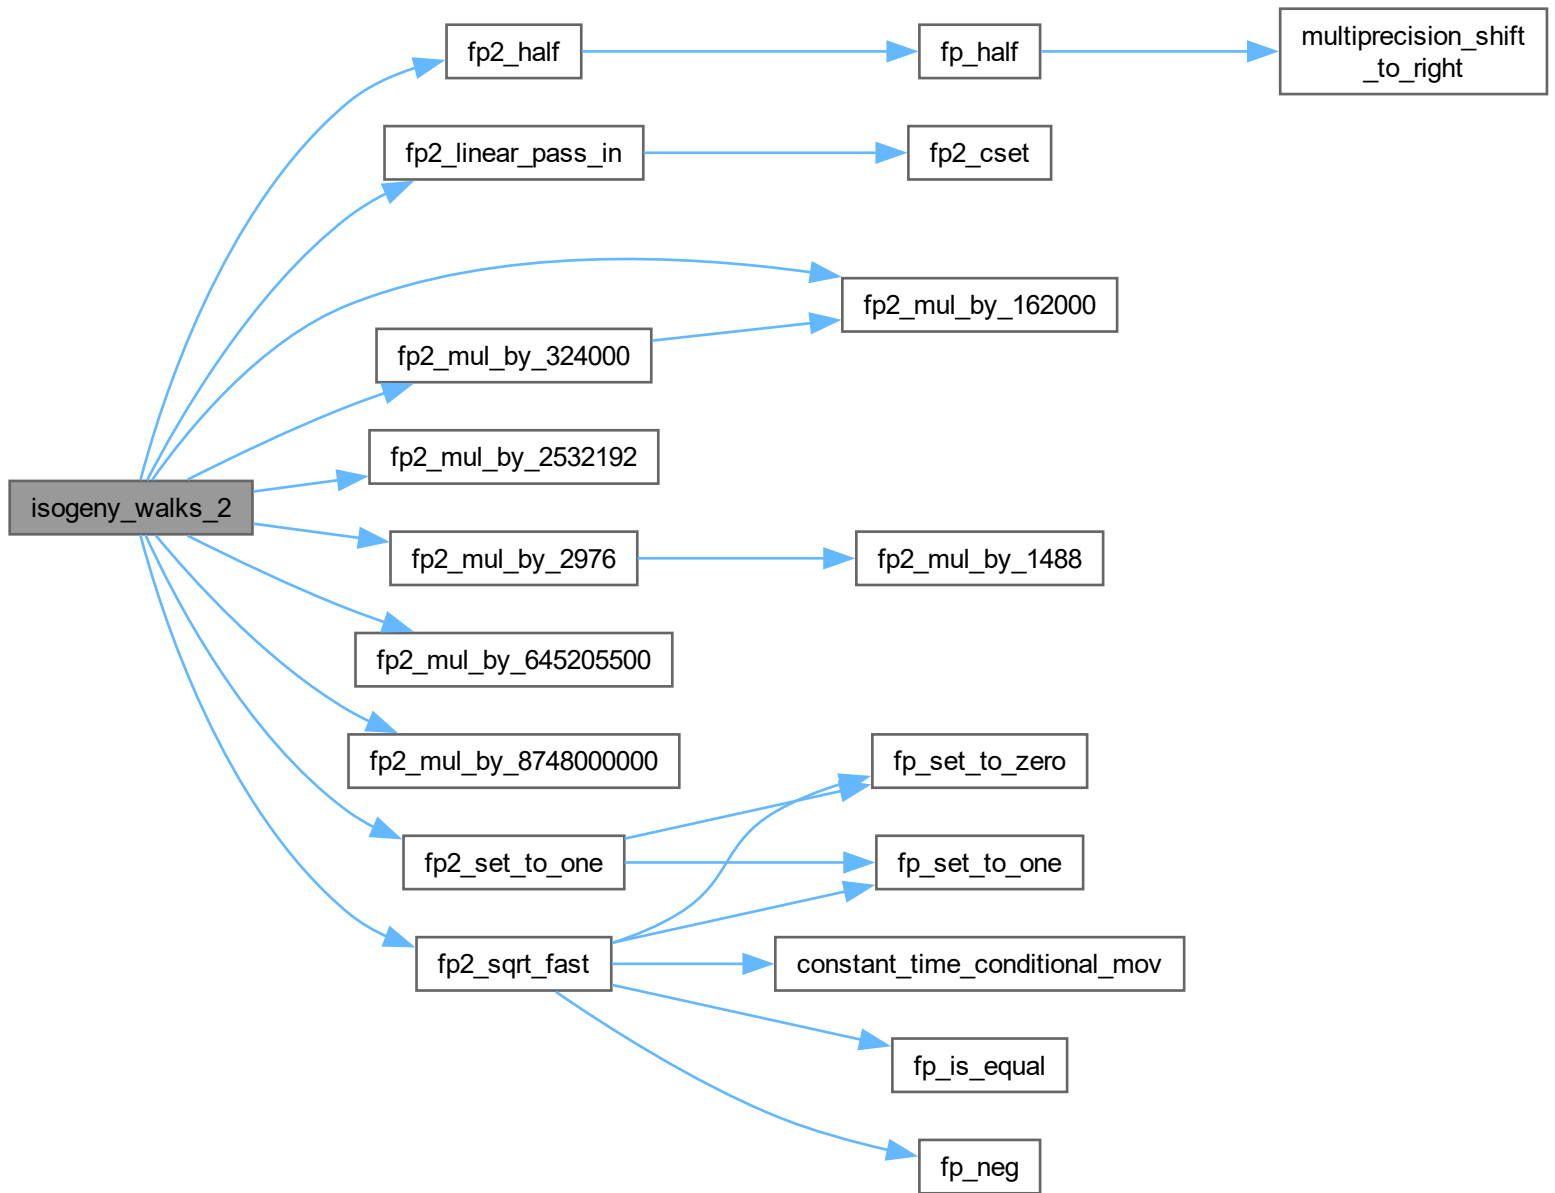 fp2_half
fp_half
multiprecision_shift
_to_right
fp2_linear_pass_in
fp2_cset
fp2_mul_by_162000
fp2_mul_by_324000
fp2_mul_by_2532192
isogeny_walks_2
fp2_mul_by_2976
fp2_mul_by_1488
fp2_mul_by_645205500
fp2_mul_by_8748000000
fp_set_to_zero
fp2_set_to_one
fp_set_to_one
fp2_sqrt_fast
constant_time_conditional_mov
fp_is_equal
fp_neg